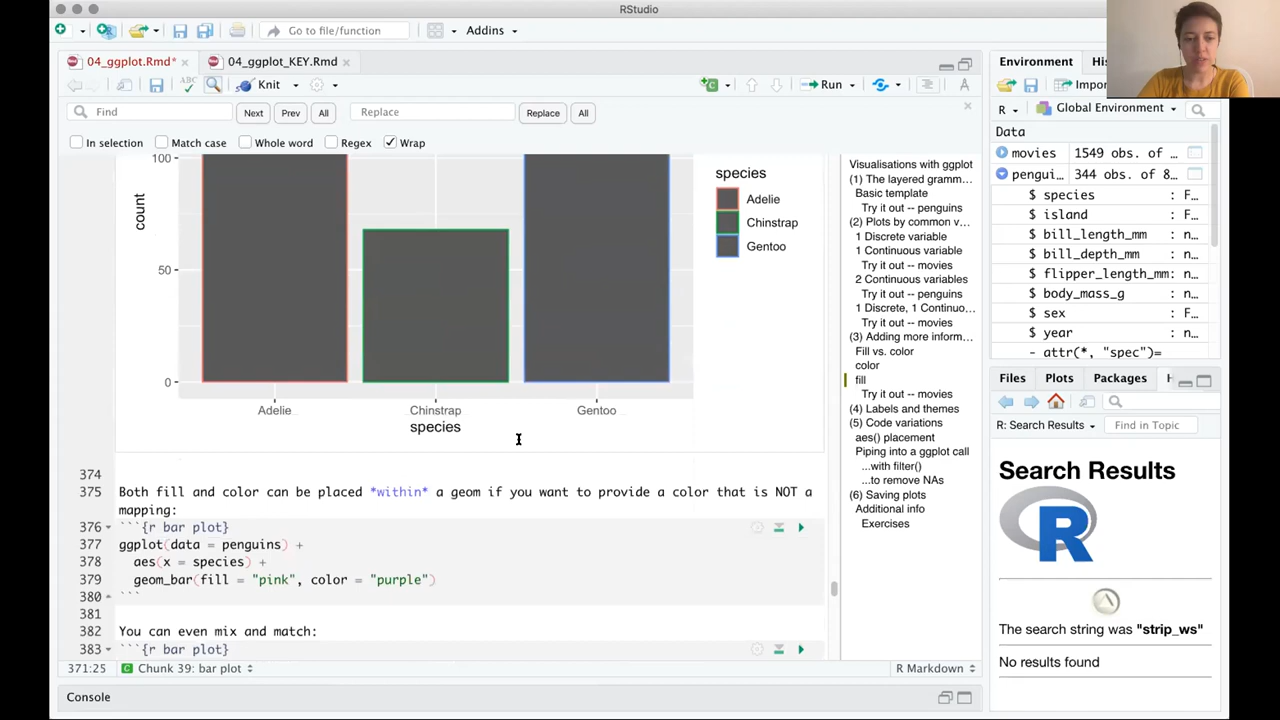 RStudio
Go to file/function
Addins
04_ggplot.Rmd*
04_ggplot_KEY.Rmd
ABC
Knit
Run
Find
Next
Prev
All
Replace
Replace
All
In selection
Match case
Whole word
Regex
Wrap
100
50
0
count
Adelie
Chinstrap
Gentoo
species
species
Adelie
Chinstrap
Gentoo
374
375 Both fill and color can be placed *within* a geom if you want to provide a color that is NOT a
mapping:
376 ```{r bar plot}
377 ggplot(data = penguins) +
378 aes(x = species) +
379 geom_bar(fill = "pink", color = "purple")
380 ```
381
382 You can even mix and match:
383 ```{r bar plot}
371:25
Chunk 39: bar plot
R Markdown
Console
Visualisations with ggplot
(1) The layered gramm...
Basic template
Try it out -- penguins
(2) Plots by common v...
1 Discrete variable
1 Continuous variable
Try it out -- movies
2 Continuous variables
Try it out -- penguins
1 Discrete, 1 Continuo...
Try it out -- movies
(3) Adding more inform...
Fill vs. color
color
fill
Try it out -- movies
(4) Labels and themes
(5) Code variations
aes() placement
Piping into a ggplot call
...with filter()
...to remove NAs
(6) Saving plots
Additional info
Exercises
Environment
His
Impor
R
Global Environment
Data
movies 1549 obs. of ...
pengui... 344 obs. of 8...
$ species : F...
$ island : F...
$ bill_length_mm : n...
$ bill_depth_mm : n...
$ flipper_length_mm: n...
$ body_mass_g : n...
$ sex : F...
$ year : n...
- attr(*, "spec")=
Files
Plots
Packages
R: Search Results
Find in Topic
Search Results
R
The search string was "strip_ws"
No results found